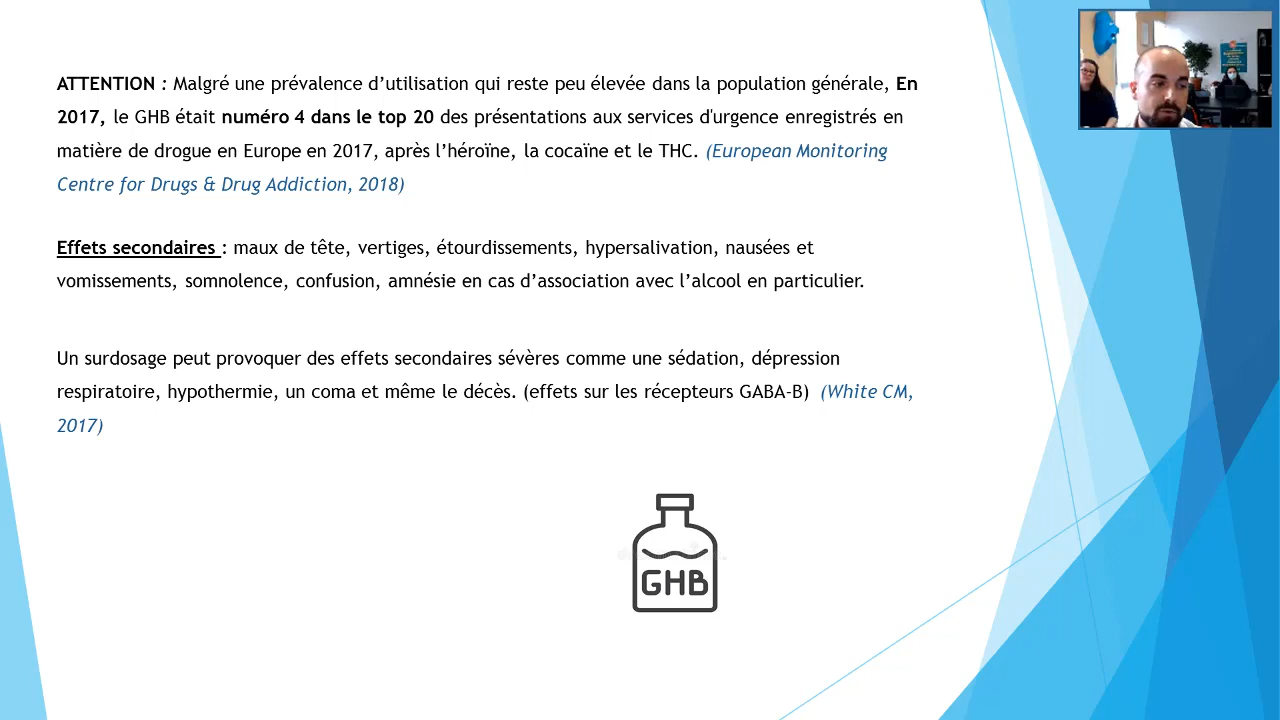 ATTENTION : Malgré une prévalence d’utilisation qui reste peu élevée dans la population générale, En
2017, le GHB était numéro 4 dans le top 20 des présentations aux services d'urgence enregistrés en
matière de drogue en Europe en 2017, après l’héroïne, la cocaïne et le THC. (European Monitoring
Centre for Drugs & Drug Addiction, 2018)
Effets secondaires : maux de tête, vertiges, étourdissements, hypersalivation, nausées et
vomissements, somnolence, confusion, amnésie en cas d’association avec l’alcool en particulier.
Un surdosage peut provoquer des effets secondaires sévères comme une sédation, dépression
respiratoire, hypothermie, un coma et même le décès. (effets sur les récepteurs GABA-B) (White CM,
2017)
GHB